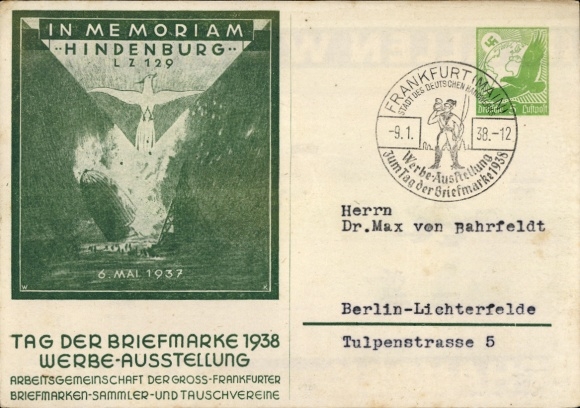 IN MEMORIAM
"HINDENBURG"
LZ 129
6. MAI 1937
W K
TAG DER BRIEFMARKE 1938
WERBE-AUSSTELLUNG
ARBEITSGEMEINSCHAFT DER GROSS-FRANKFURTER
BRIEFMARKEN-SAMMLER-UND TAUSCHVEREINE
FRANKFURT (MAIN)
STADT DES DEUTSCHEN HANDWERKS
-9.1. 38.-12
Werbe-Ausstellung
zum Tag der Briefmarke 1938
5 Luftpost
Herrn
Dr.Max von Bahrfeldt
Berlin-Lichterfelde
Tulpenstrasse 5